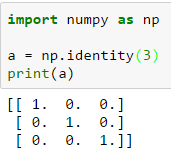 import numpy as np
a = np.identity(3)
print(a)
[[ 1.  0.  0.]
 [ 0.  1.  0.]
 [ 0.  0.  1.]]